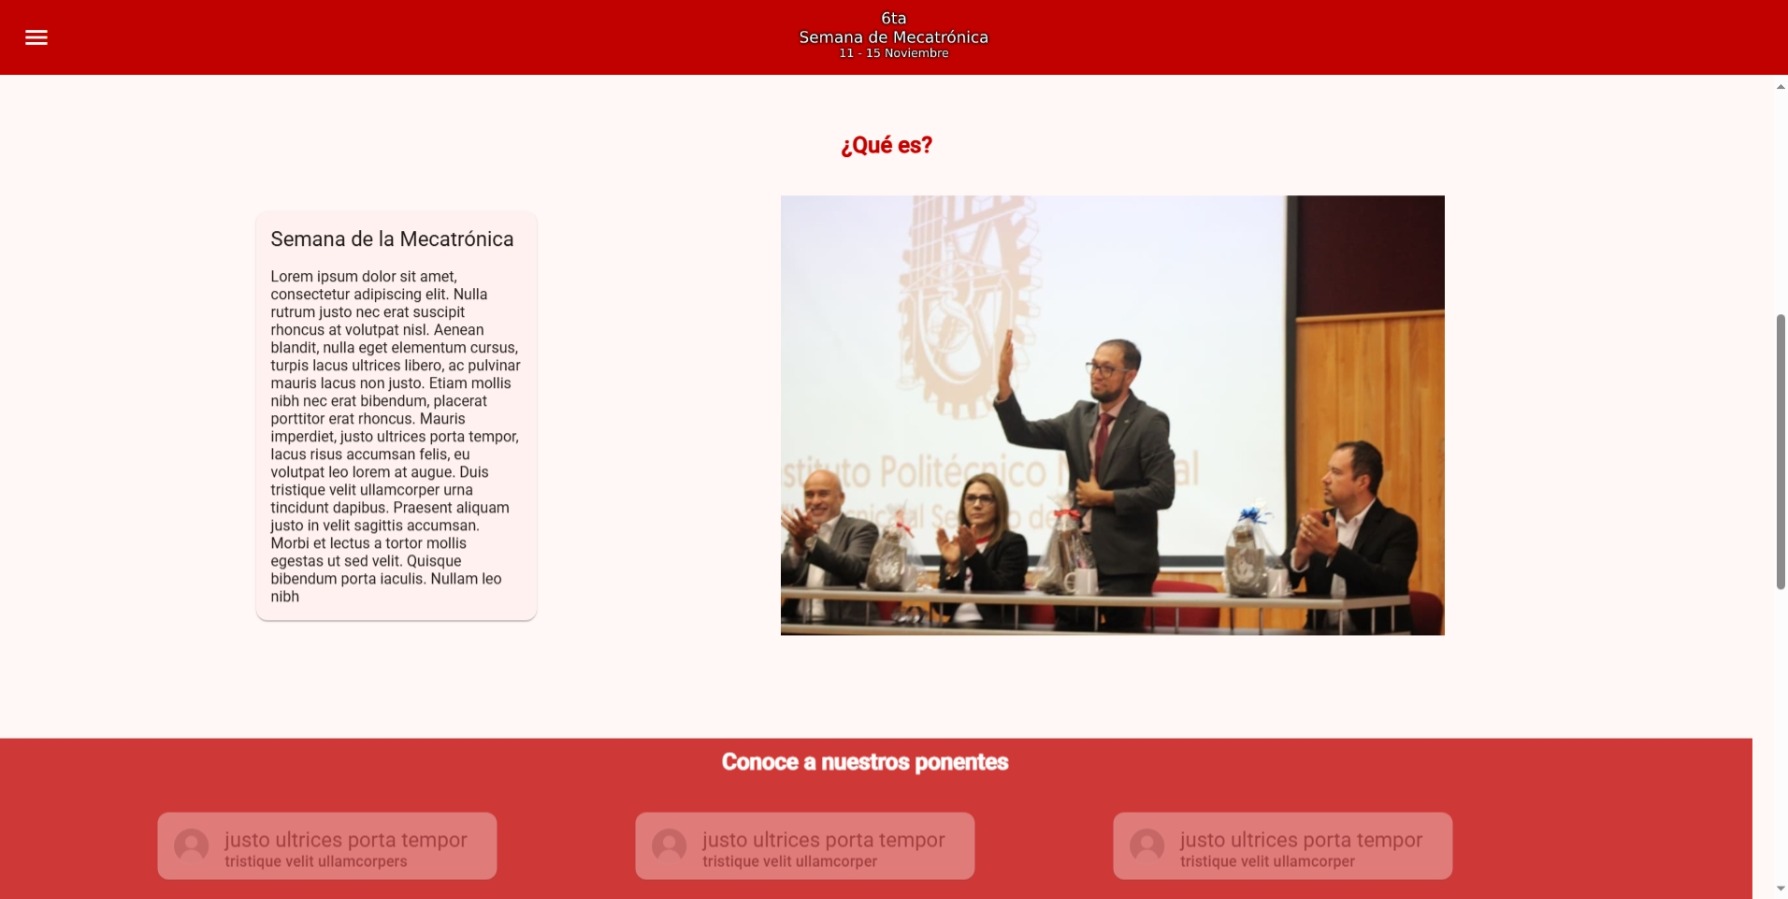 6ta
Semana de Mecatrónica
11 - 15 Noviembre
¿Qué es?
Semana de la Mecatrónica
Lorem ipsum dolor sit amet,
consectetur adipiscing elit. Nulla
rutrum justo nec erat suscipit
rhoncus at volutpat nisl. Aenean
blandit, nulla eget elementum cursus,
turpis lacus ultrices libero, ac pulvinar
mauris lacus non justo. Etiam mollis
nibh nec erat bibendum, placerat
porttitor erat rhoncus. Mauris
imperdiet, justo ultrices porta tempor,
lacus risus accumsan felis, eu
volutpat leo lorem at augue. Duis
tristique velit ullamcorper urna
tincidunt dapibus. Praesent aliquam
justo in velit sagittis accumsan.
Morbi et lectus a tortor mollis
egestas ut sed velit. Quisque
bibendum porta iaculis. Nullam leo
nibh
stituto Politécnico
Conoce a nuestros ponentes
justo ultrices porta tempor
tristique velit ullamcorpers
justo ultrices porta tempor
tristique velit ullamcorper
justo ultrices porta tempor
tristique velit ullamcorper